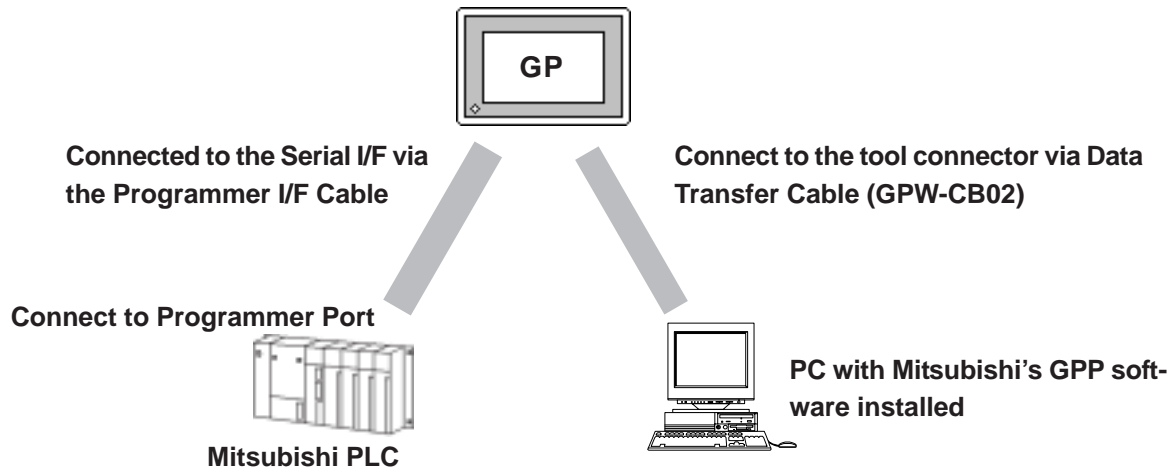 GP
Connected to the Serial I/F via
the Programmer I/F Cable
Connect to the tool connector via Data
Transfer Cable (GPW-CB02)
Connect to Programmer Port
Mitsubishi PLC
PC with Mitsubishi’s GPP soft-
ware installed